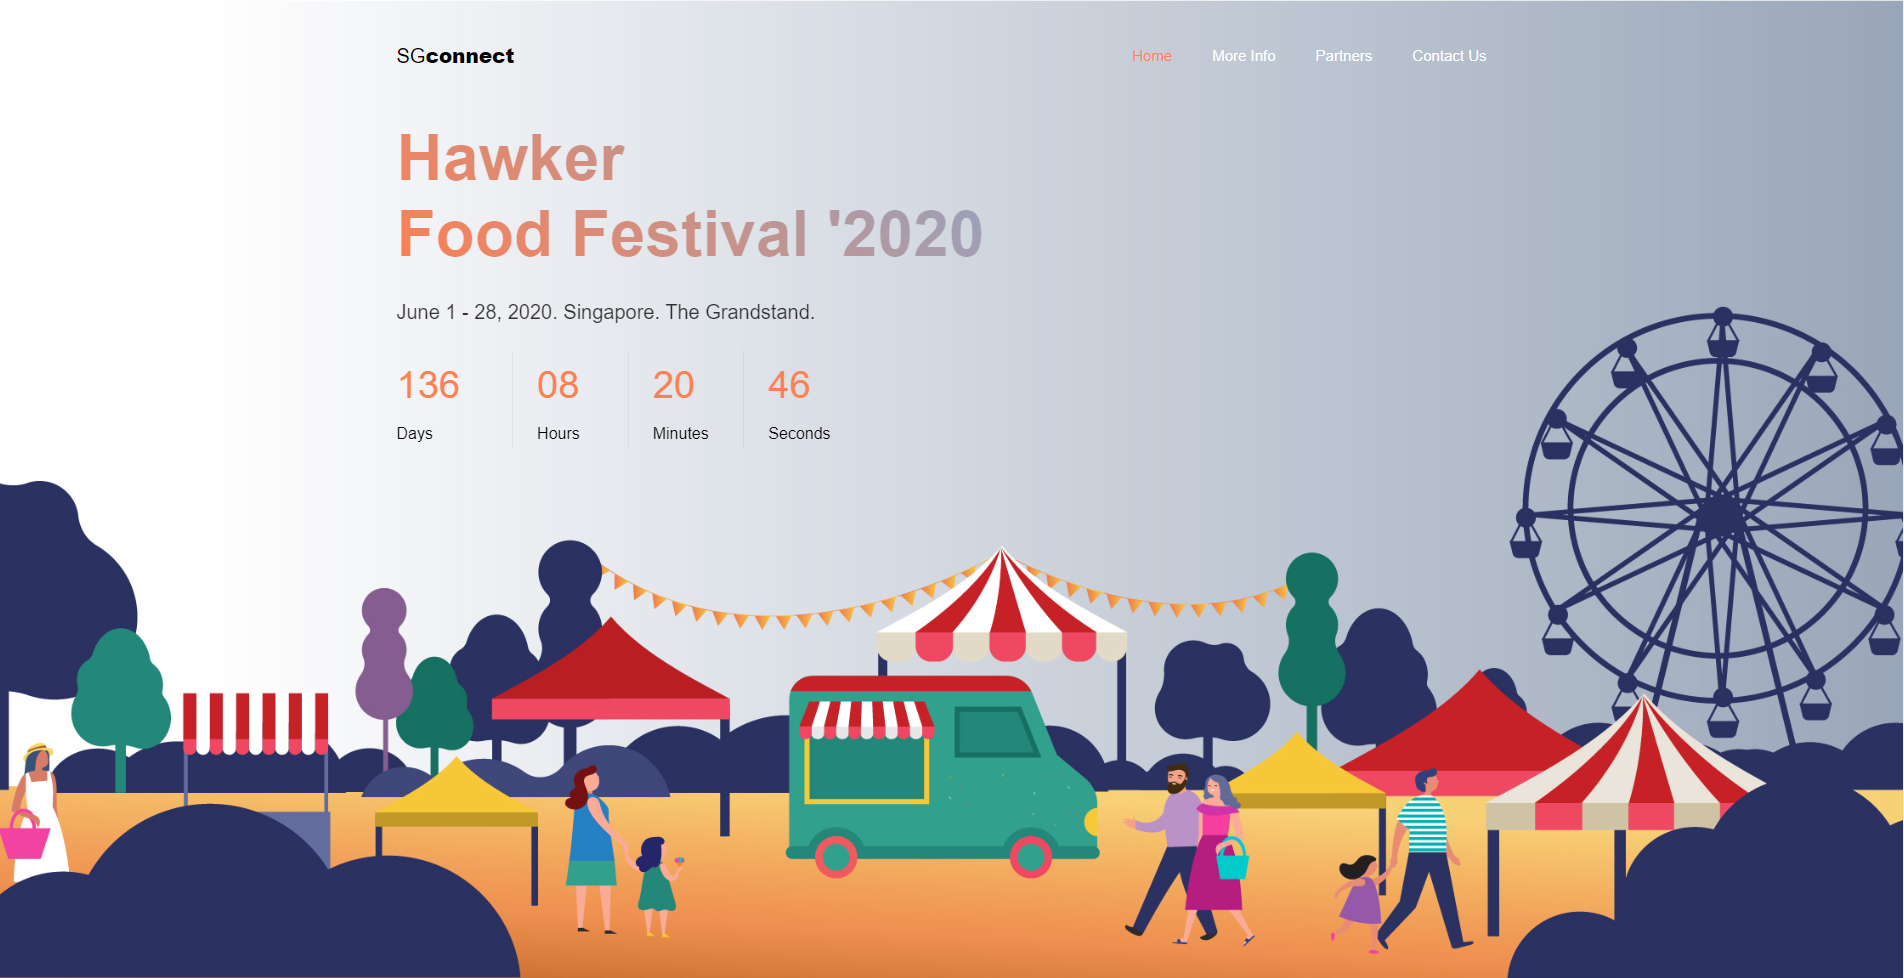 SGconnect
Home More Info Partners Contact Us
Hawker
Food Festival '2020
June 1 - 28, 2020. Singapore. The Grandstand.
136 08 20 46
Days Hours Minutes Seconds